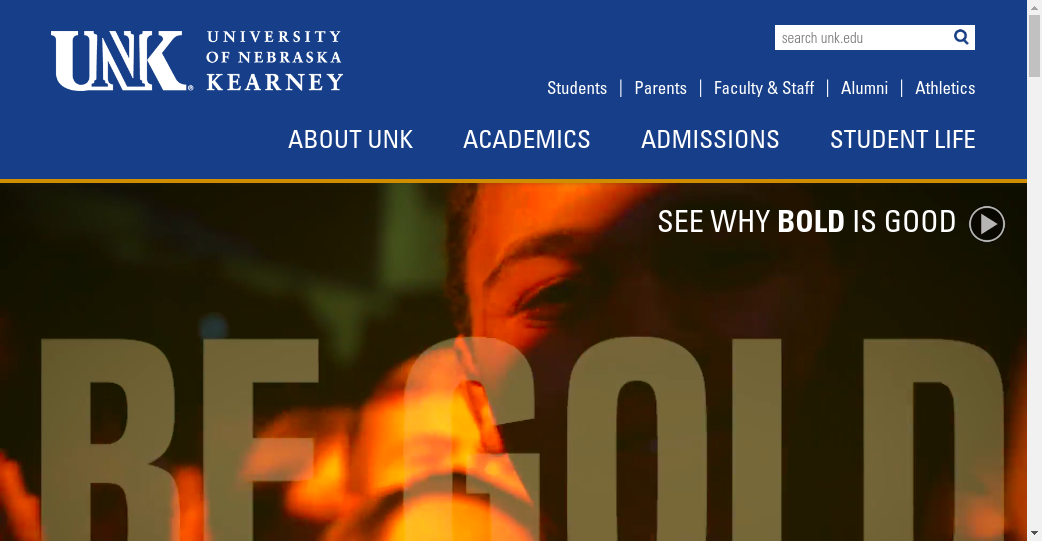 UNK®
UNIVERSITY
OF NEBRASKA
KEARNEY
search unk.edu
Students | Parents | Faculty & Staff | Alumni | Athletics
ABOUT UNK ACADEMICS ADMISSIONS STUDENT LIFE
SEE WHY BOLD IS GOOD
BE GOLD